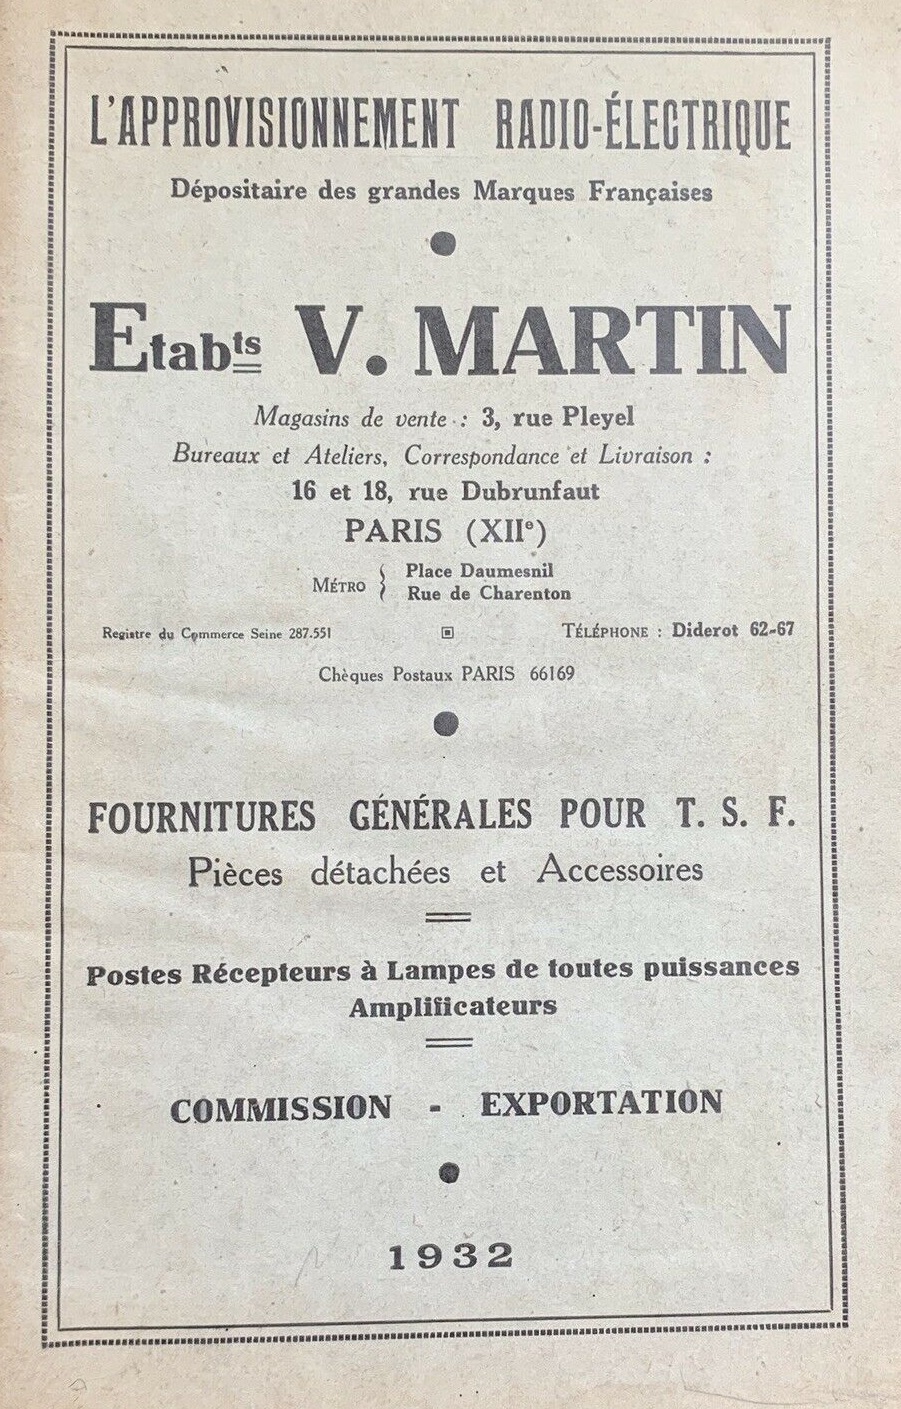 L'APPROVISIONNEMENT RADIO-ÉLECTRIQUE
Dépositaire des grandes Marques Françaises
Etabts V. MARTIN
Magasins de vente : 3, rue Pleyel
Bureaux et Ateliers, Correspondance et Livraison :
16 et 18, rue Dubrunfaut
PARIS (XIIe)
MÉTRO { Place Daumesnil
Rue de Charenton
Registre du Commerce Seine 287.551
TÉLÉPHONE : Diderot 62-67
Chèques Postaux PARIS 66169
FOURNITURES GÉNÉRALES POUR T. S. F.
Pièces détachées et Accessoires
Postes Récepteurs à Lampes de toutes puissances
Amplificateurs
COMMISSION - EXPORTATION
1932